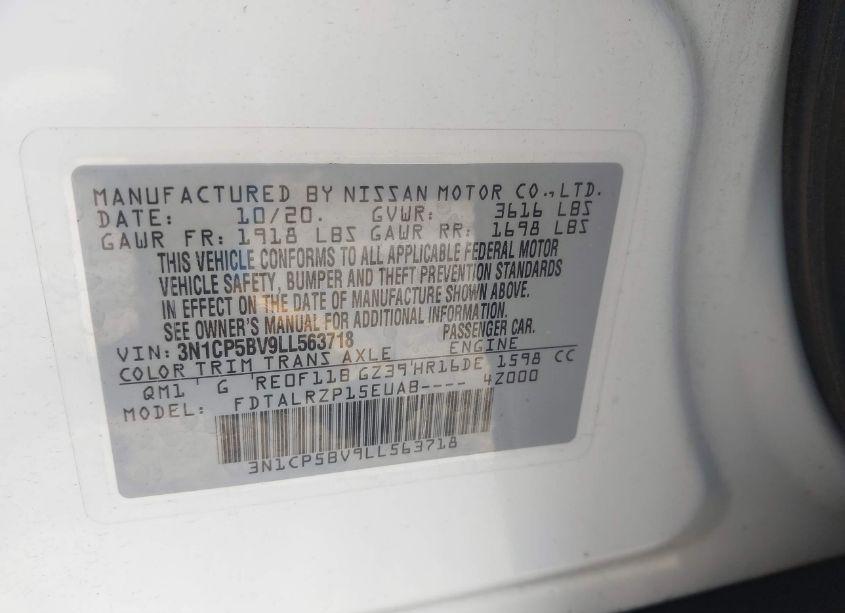 MANUFACTURED BY NISSAN MOTOR CO.,LTD.
DATE: 10/20. GVWR: 3616 LBS
GAWR FR: 1918 LBS GAWR RR: 1698 LBS
THIS VEHICLE CONFORMS TO ALL APPLICABLE FEDERAL MOTOR
VEHICLE SAFETY, BUMPER AND THEFT PREVENTION STANDARDS
IN EFFECT ON THE DATE OF MANUFACTURE SHOWN ABOVE.
SEE OWNER'S MANUAL FOR ADDITIONAL INFORMATION.
VIN: 3N1CP5BV9LL563718 PASSENGER CAR.
COLOR TRIM TRANS AXLE ENGINE
QM1 G RE0F11B GZ39 HR16DE 1598 CC
MODEL: FDTALRZP15EUAB---- 4Z000
3N1CP5BV9LL563718